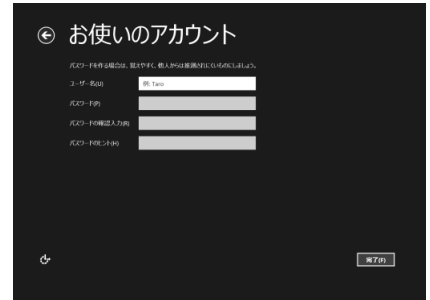 お使いのアカウント
パスワードを作る場合は、覚えやすく、他人からは推測されにくいものにしましょう。
ユーザー名(U)
例: Taro
パスワード(P)
パスワードの確認入力(R)
パスワードのヒント(H)
完了(F)